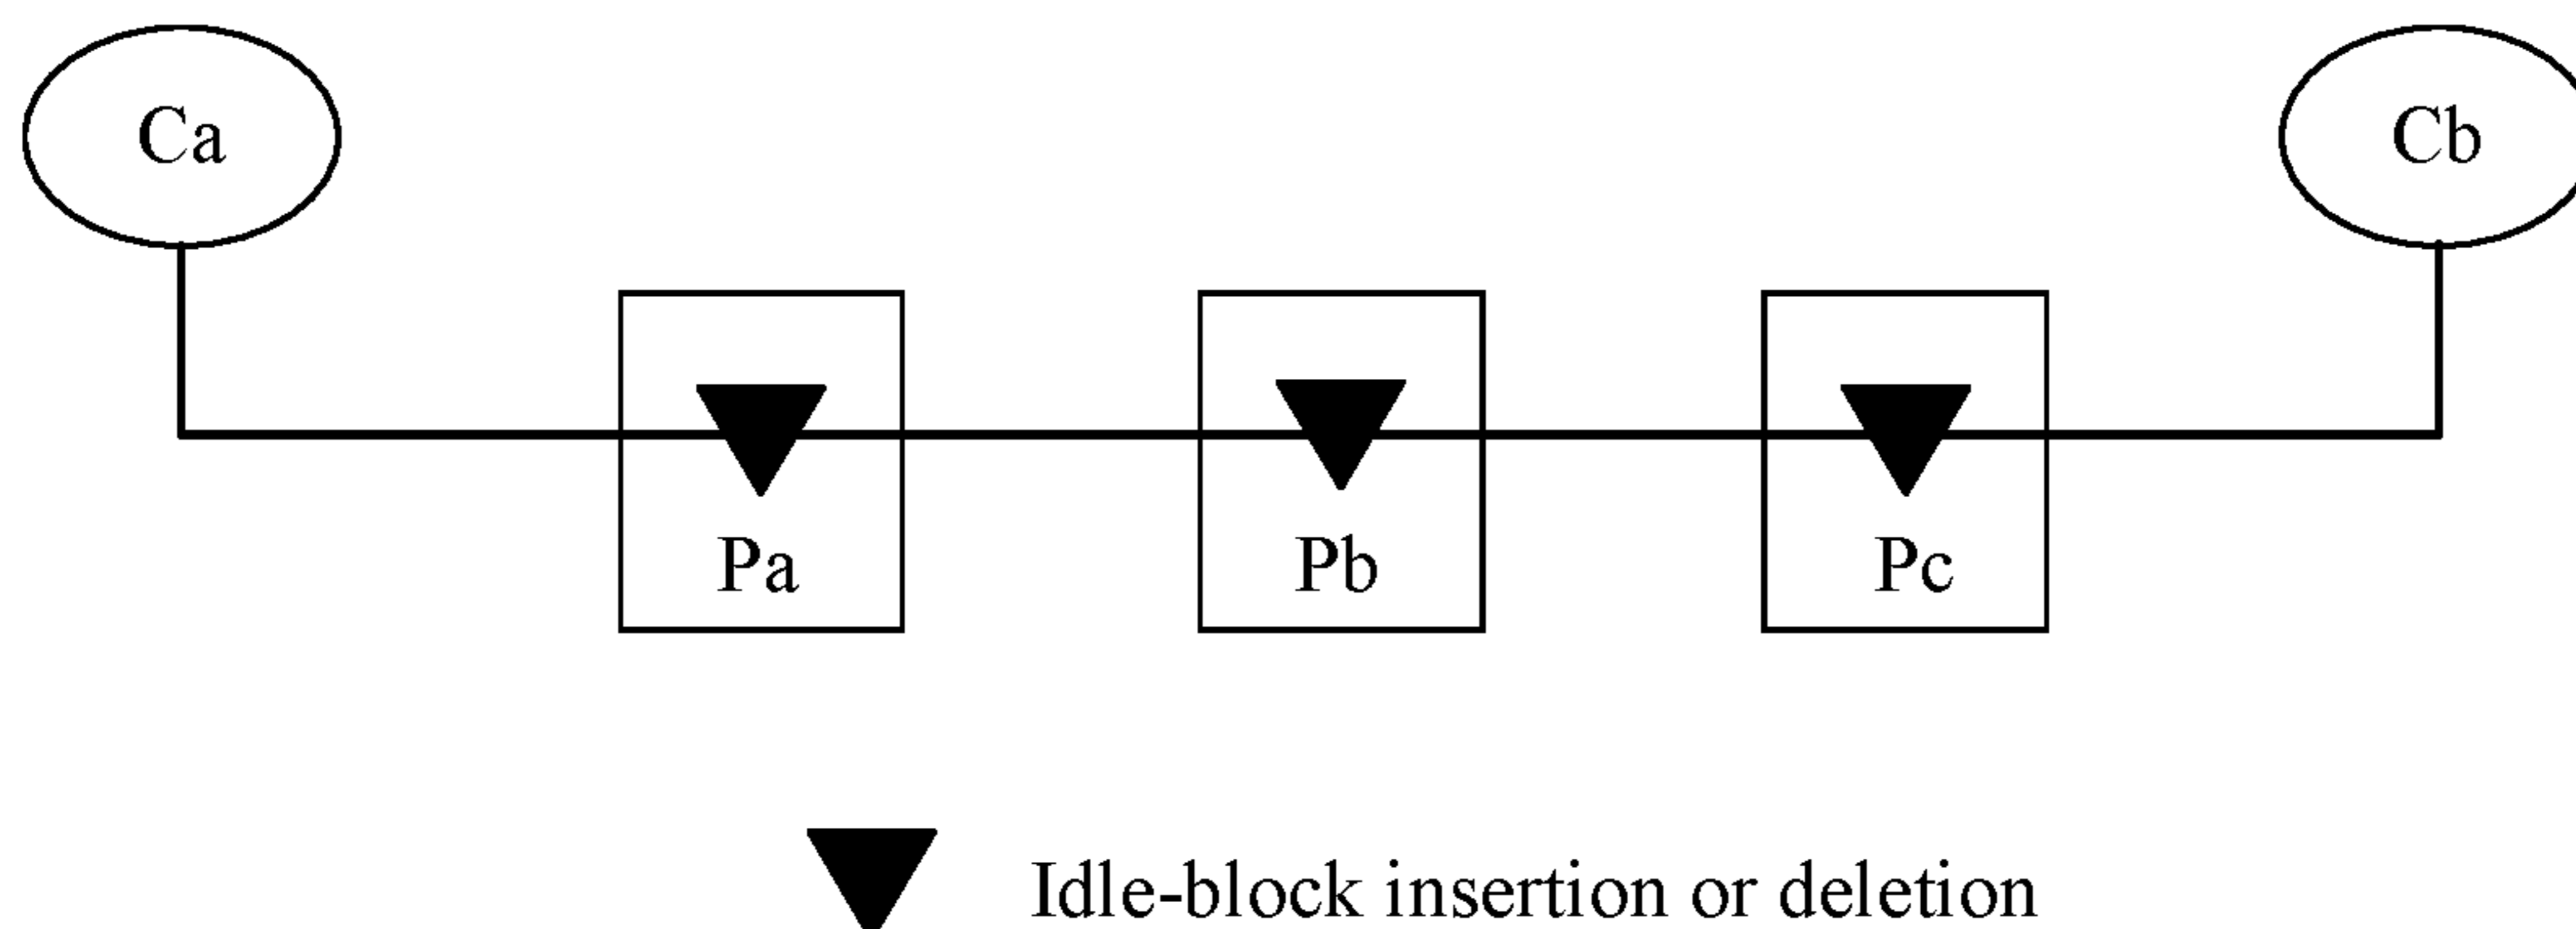 Ca
Cb
Pa
Pb
Pc
Idle-block insertion or deletion